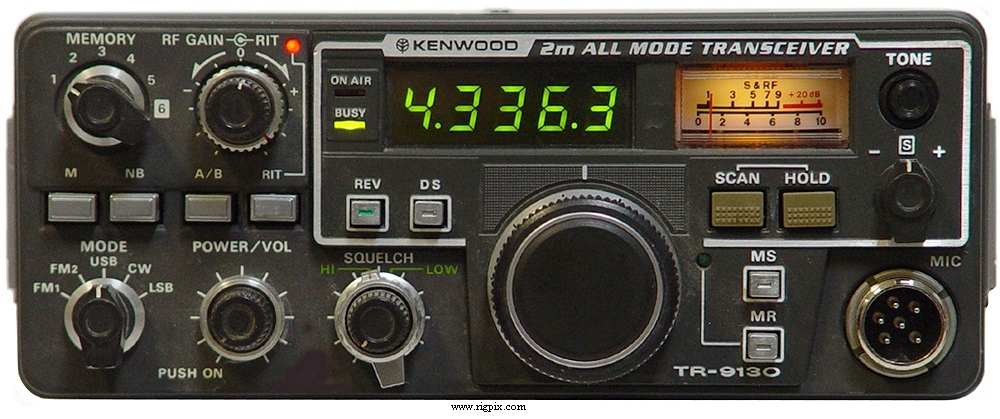 MEMORY
1 2 3 4 5 6
RF GAIN RIT
0
- +
KENWOOD
2m ALL MODE TRANSCEIVER
ON AIR
BUSY
4.336.3
S & RF
1 3 5 7 9 +20dB
0 2 4 6 8 10
TONE
- S +
M NB A/B RIT
REV DS
SCAN HOLD
MODE
FM1 FM2 USB CW LSB
POWER/VOL
PUSH ON
SQUELCH
HI LOW
MS
MR
MIC
TR-9130
www.rigpix.com